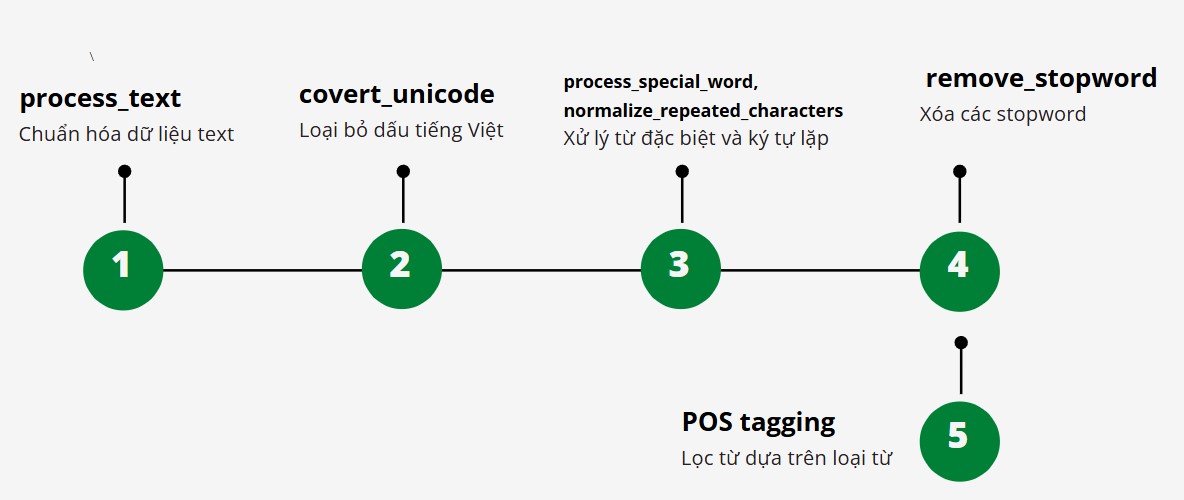 \
process_text
Chuẩn hóa dữ liệu text
1
covert_unicode
Loại bỏ dấu tiếng Việt
2
process_special_word,
normalize_repeated_characters
Xử lý từ đặc biệt và ký tự lặp
3
remove_stopword
Xóa các stopword
4
POS tagging
Lọc từ dựa trên loại từ
5